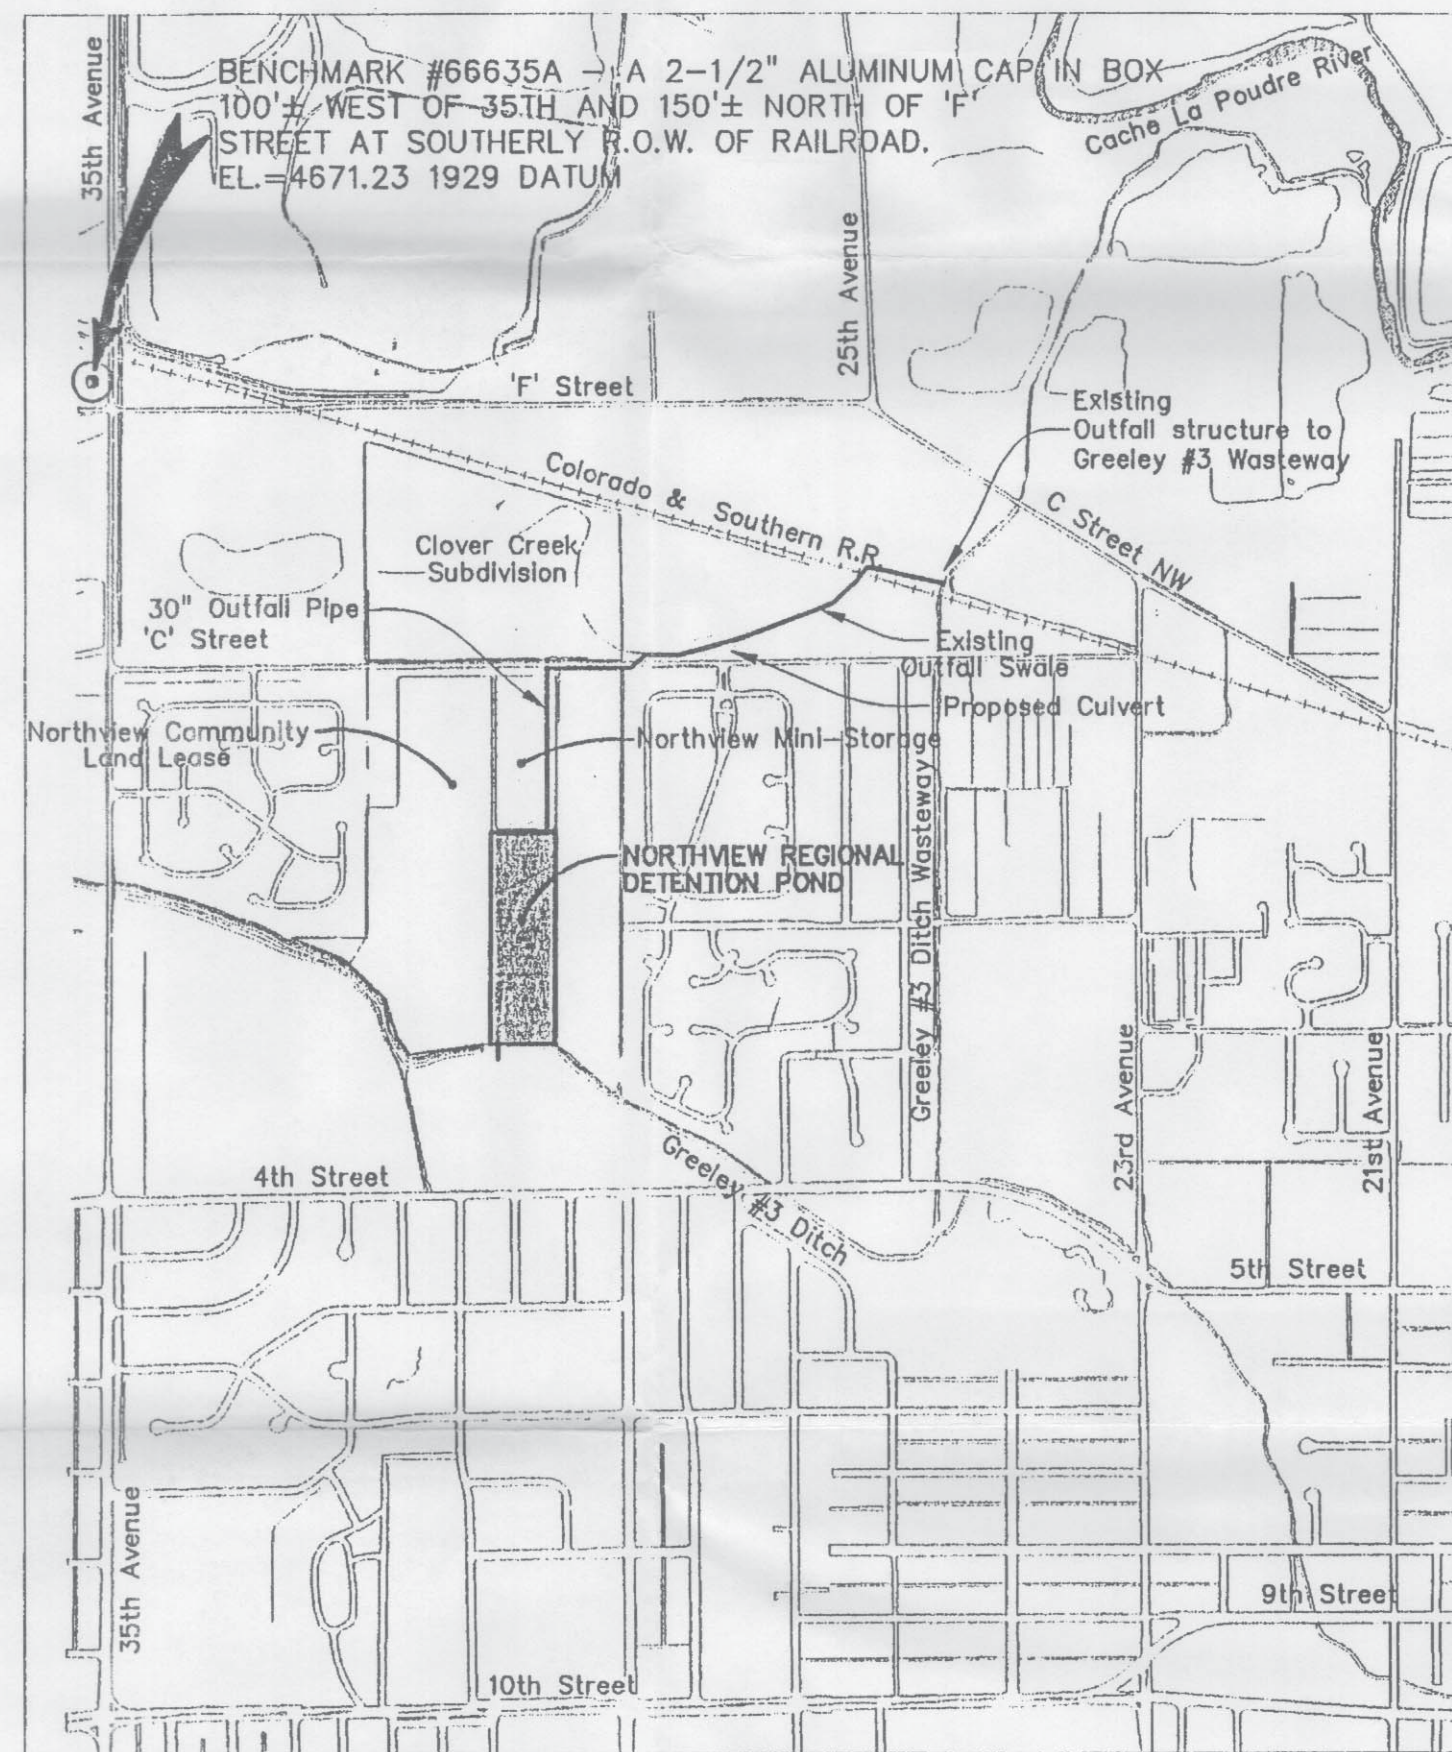 35th Avenue
BENCHMARK #66635A - A 2-1/2" ALUMINUM CAP IN BOX
100'± WEST OF 35TH AND 150'± NORTH OF 'F'
STREET AT SOUTHERLY R.O.W. OF RAILROAD.
EL.=4671.23 1929 DATUM
Cache La Poudre River
25th Avenue
'F' Street
Existing
Outfall structure to
Greeley #3 Wasteway
Colorado & Southern R.R
C Street NW
Clover Creek
Subdivision
30" Outfall Pipe
'C' Street
Existing
Outfall Swale
Proposed Culvert
Northview Community
Land Lease
Northview Mini-Storage
NORTHVIEW REGIONAL
DETENTION POND
Greeley #3 Ditch Wasteway
23rd Avenue
21st Avenue
4th Street
Greeley #3 Ditch
5th Street
35th Avenue
9th Street
10th Street